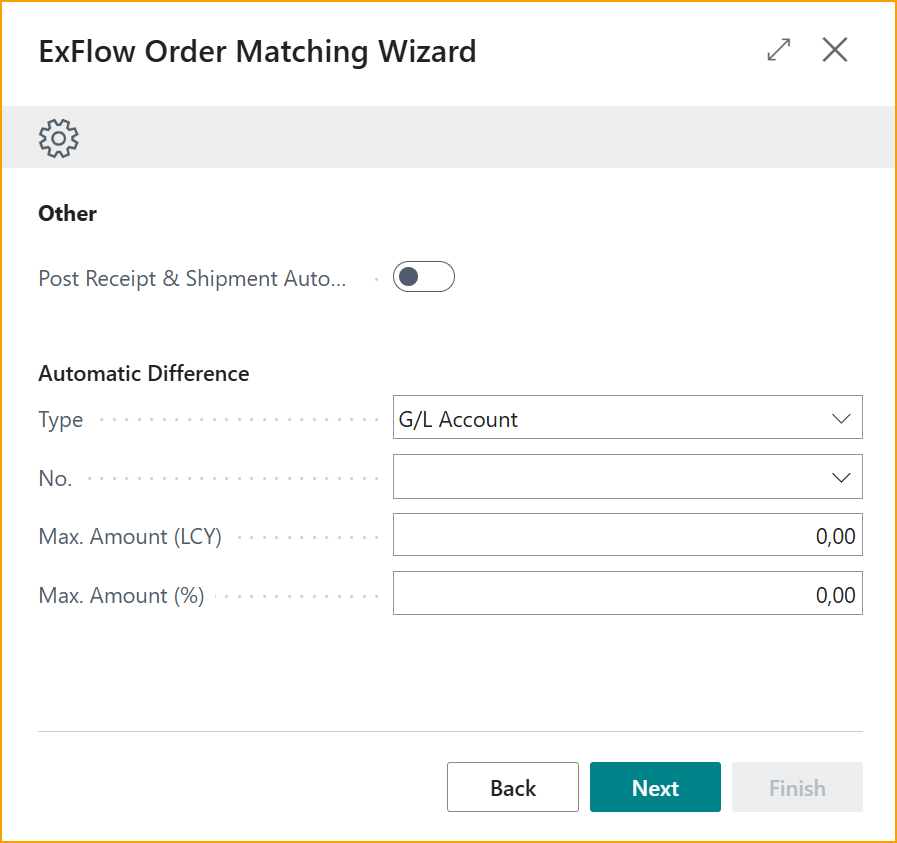 ExFlow Order Matching Wizard
Other
Post Receipt & Shipment Auto...
Automatic Difference
Type G/L Account
No.
Max. Amount (LCY) 0,00
Max. Amount (%) 0,00
Back Next Finish